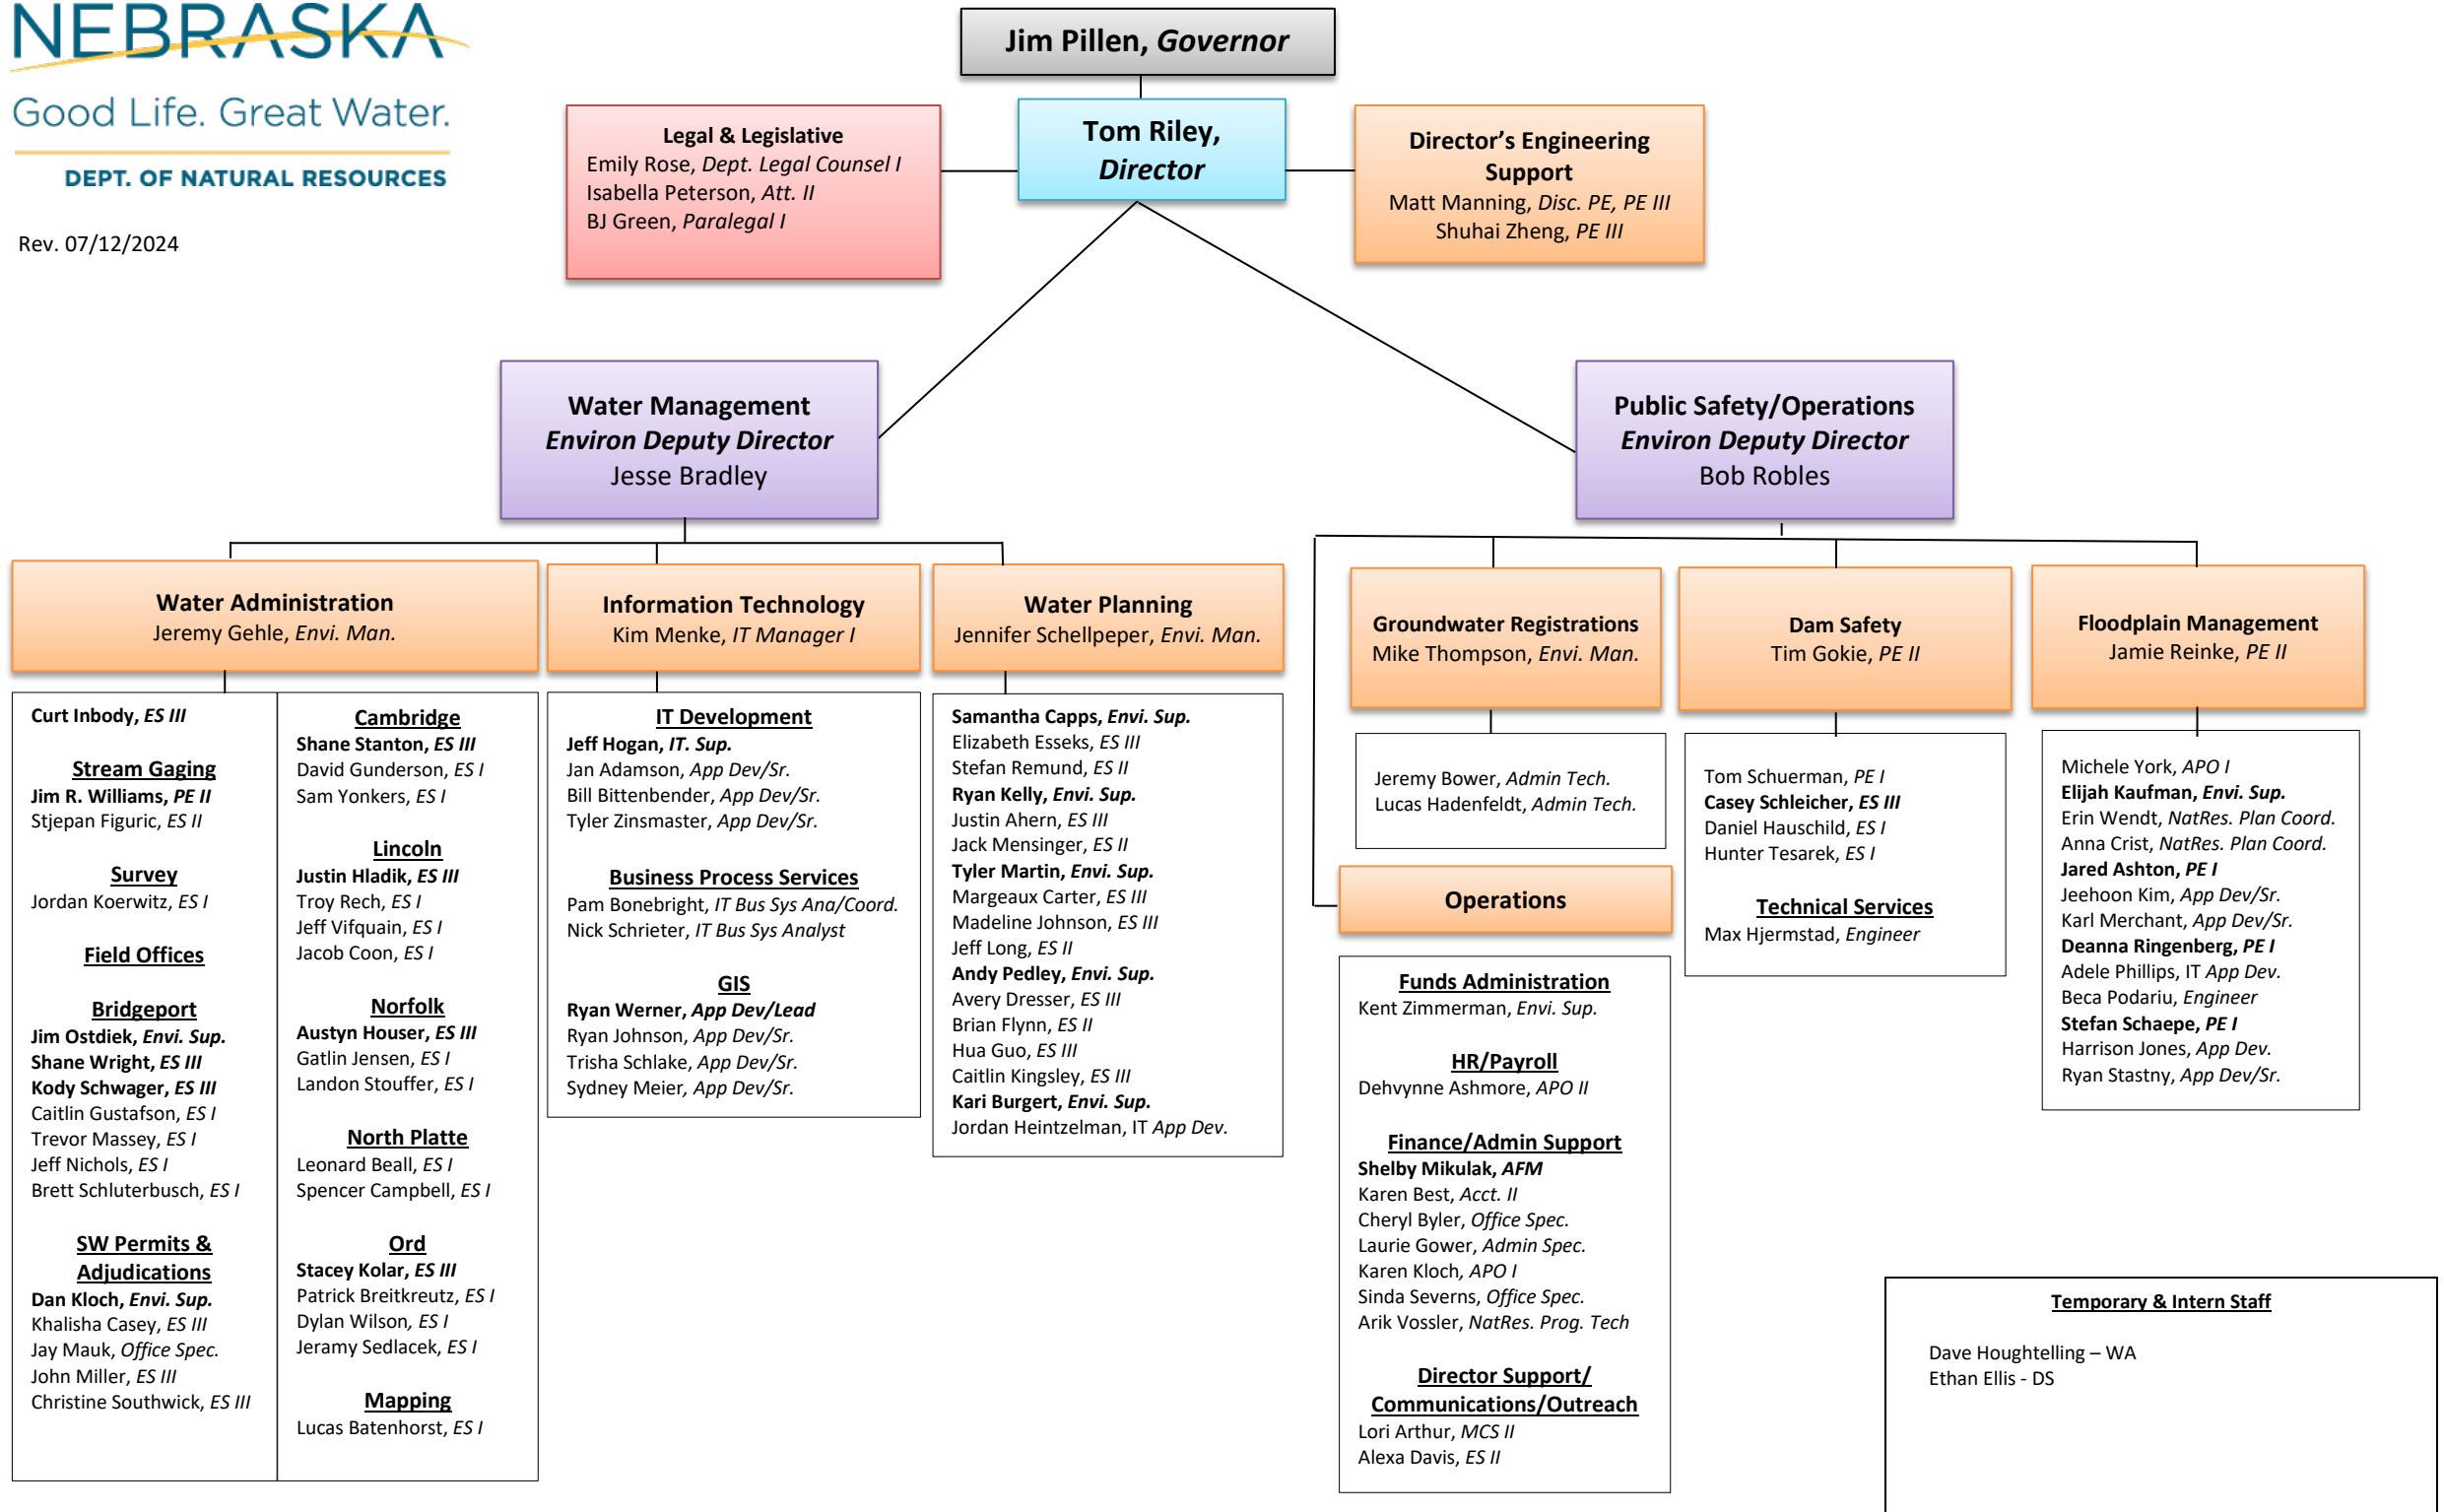 NEBRASKA
Good Life. Great Water.
DEPT. OF NATURAL RESOURCES
Rev. 07/12/2024
Jim Pillen, Governor
Legal & Legislative
Emily Rose, Dept. Legal Counsel I
Isabella Peterson, Att. II
BJ Green, Paralegal I
Tom Riley,
Director
Director’s Engineering
Support
Matt Manning, Disc. PE, PE III
Shuhai Zheng, PE III
Water Management
Environ Deputy Director
Jesse Bradley
Public Safety/Operations
Environ Deputy Director
Bob Robles
Water Administration
Jeremy Gehle, Envi. Man.
Information Technology
Kim Menke, IT Manager I
Water Planning
Jennifer Schellpeper, Envi. Man.
Groundwater Registrations
Mike Thompson, Envi. Man.
Dam Safety
Tim Gokie, PE II
Floodplain Management
Jamie Reinke, PE II
Curt Inbody, ES III
Stream Gaging
Jim R. Williams, PE II
Stjepan Figuric, ES II
Survey
Jordan Koerwitz, ES I
Field Offices
Bridgeport
Jim Ostdiek, Envi. Sup.
Shane Wright, ES III
Kody Schwager, ES III
Caitlin Gustafson, ES I
Trevor Massey, ES I
Jeff Nichols, ES I
Brett Schluterbusch, ES I
SW Permits &
Adjudications
Dan Kloch, Envi. Sup.
Khalisha Casey, ES III
Jay Mauk, Office Spec.
John Miller, ES III
Christine Southwick, ES III
Cambridge
Shane Stanton, ES III
David Gunderson, ES I
Sam Yonkers, ES I
Lincoln
Justin Hladik, ES III
Troy Rech, ES I
Jeff Vifquain, ES I
Jacob Coon, ES I
Norfolk
Austyn Houser, ES III
Gatlin Jensen, ES I
Landon Stouffer, ES I
North Platte
Leonard Beall, ES I
Spencer Campbell, ES I
Ord
Stacey Kolar, ES III
Patrick Breitkreutz, ES I
Dylan Wilson, ES I
Jeramy Sedlacek, ES I
Mapping
Lucas Batenhorst, ES I
IT Development
Jeff Hogan, IT. Sup.
Jan Adamson, App Dev/Sr.
Bill Bittenbender, App Dev/Sr.
Tyler Zinsmaster, App Dev/Sr.
Business Process Services
Pam Bonebright, IT Bus Sys Ana/Coord.
Nick Schrieter, IT Bus Sys Analyst
GIS
Ryan Werner, App Dev/Lead
Ryan Johnson, App Dev/Sr.
Trisha Schlake, App Dev/Sr.
Sydney Meier, App Dev/Sr.
Samantha Capps, Envi. Sup.
Elizabeth Esseks, ES III
Stefan Remund, ES II
Ryan Kelly, Envi. Sup.
Justin Ahern, ES III
Jack Mensinger, ES II
Tyler Martin, Envi. Sup.
Margeaux Carter, ES III
Madeline Johnson, ES III
Jeff Long, ES II
Andy Pedley, Envi. Sup.
Avery Dresser, ES III
Brian Flynn, ES II
Hua Guo, ES III
Caitlin Kingsley, ES III
Kari Burgert, Envi. Sup.
Jordan Heintzelman, IT App Dev.
Jeremy Bower, Admin Tech.
Lucas Hadenfeldt, Admin Tech.
Operations
Funds Administration
Kent Zimmerman, Envi. Sup.
HR/Payroll
Dehvynne Ashmore, APO II
Finance/Admin Support
Shelby Mikulak, AFM
Karen Best, Acct. II
Cheryl Byler, Office Spec.
Laurie Gower, Admin Spec.
Karen Kloch, APO I
Sinda Severns, Office Spec.
Arik Vossler, NatRes. Prog. Tech
Director Support/
Communications/Outreach
Lori Arthur, MCS II
Alexa Davis, ES II
Tom Schuerman, PE I
Casey Schleicher, ES III
Daniel Hauschild, ES I
Hunter Tesarek, ES I
Technical Services
Max Hjermstad, Engineer
Michele York, APO I
Elijah Kaufman, Envi. Sup.
Erin Wendt, NatRes. Plan Coord.
Anna Crist, NatRes. Plan Coord.
Jared Ashton, PE I
Jeehoon Kim, App Dev/Sr.
Karl Merchant, App Dev/Sr.
Deanna Ringenberg, PE I
Adele Phillips, IT App Dev.
Beca Podariu, Engineer
Stefan Schaepe, PE I
Harrison Jones, App Dev.
Ryan Stastny, App Dev/Sr.
Temporary & Intern Staff
Dave Houghtelling – WA
Ethan Ellis - DS